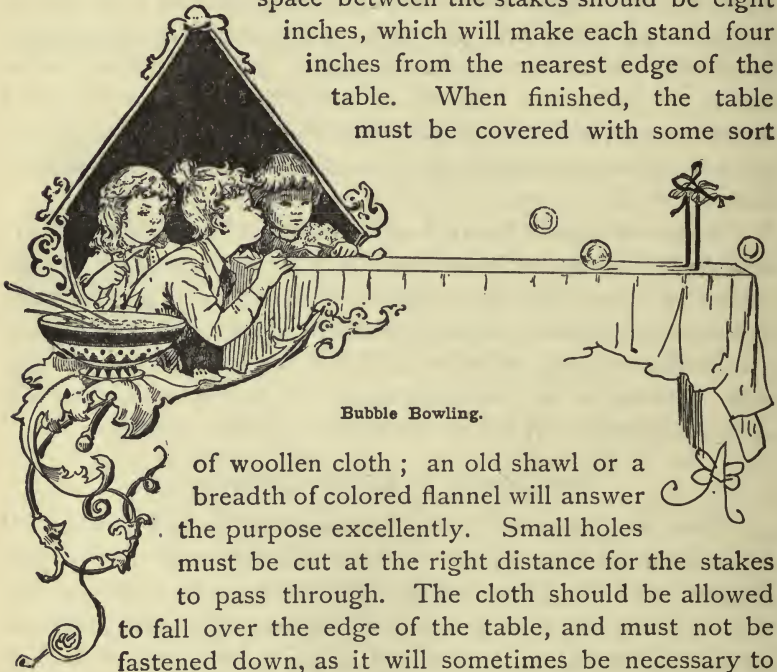 space between the stakes should be eight
inches, which will make each stand four
inches from the nearest edge of the
table. When finished, the table
must be covered with some sort
Bubble Bowling.
of woollen cloth ; an old shawl or a
breadth of colored flannel will answer
the purpose excellently. Small holes
must be cut at the right distance for the stakes
to pass through. The cloth should be allowed
to fall over the edge of the table, and must not be
fastened down, as it will sometimes be necessary to